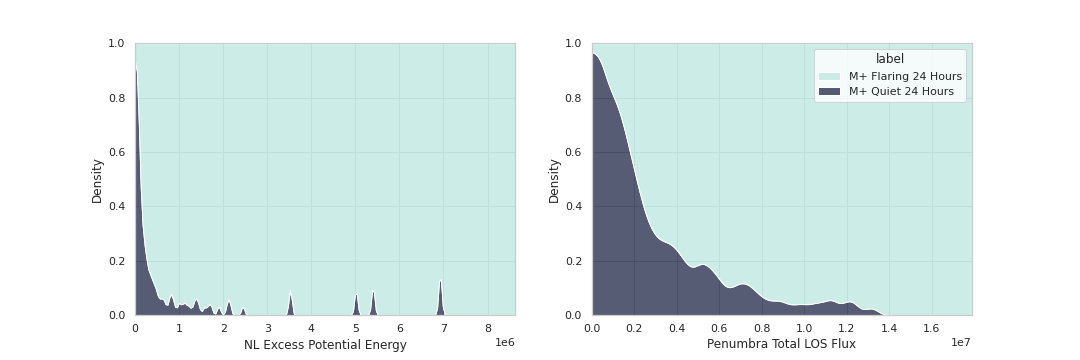 1.0
0.8
0.6
0.4
0.2
0.0
Density
0 1 2 3 4 5 6 7 8
NL Excess Potential Energy
1e6
1.0
0.8
0.6
0.4
0.2
0.0
Density
label
M+ Flaring 24 Hours
M+ Quiet 24 Hours
0.0 0.2 0.4 0.6 0.8 1.0 1.2 1.4 1.6
Penumbra Total LOS Flux
1e7